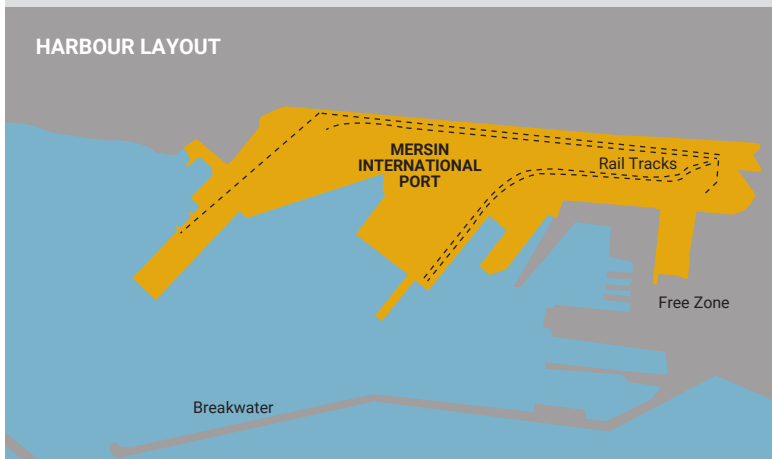 HARBOUR LAYOUT
MERSIN
INTERNATIONAL
PORT
Rail Tracks
Free Zone
Breakwater